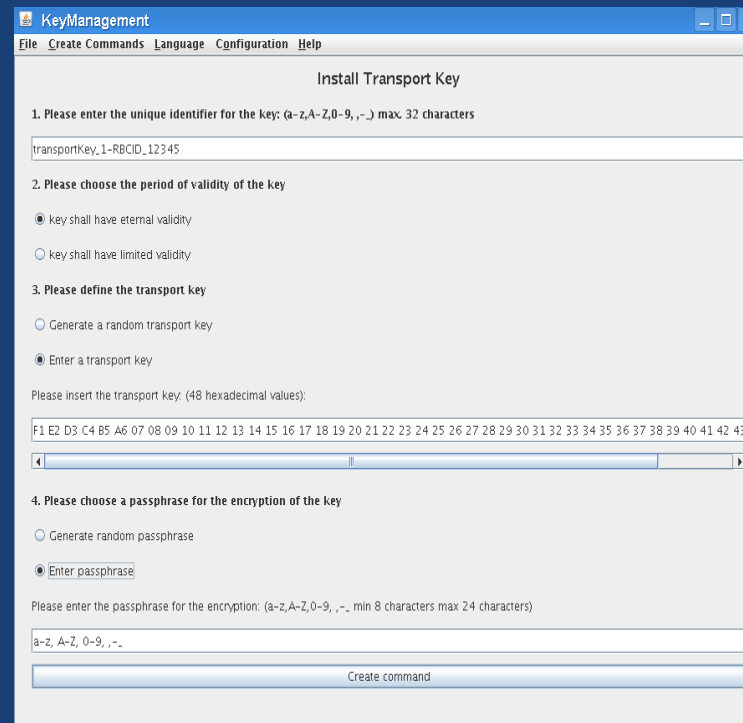 KeyManagement
File Create Commands Language Configuration Help
Install Transport Key
1. Please enter the unique identifier for the key: (a-z,A-Z,0-9, ,-_) max. 32 characters
transportKey_1-RBCID_12345
2. Please choose the period of validity of the key
key shall have eternal validity
key shall have limited validity
3. Please define the transport key
Generate a random transport key
Enter a transport key
Please insert the transport key: (48 hexadecimal values):
F1 E2 D3 C4 B5 A6 07 08 09 10 11 12 13 14 15 16 17 18 19 20 21 22 23 24 25 26 27 28 29 30 31 32 33 34 35 36 37 38 39 40 41 42 43
4. Please choose a passphrase for the encryption of the key
Generate random passphrase
Enter passphrase
Please enter the passphrase for the encryption: (a-z,A-Z,0-9, ,-_ min 8 characters max 24 characters)
a-z, A-Z, 0-9, ,-_
Create command